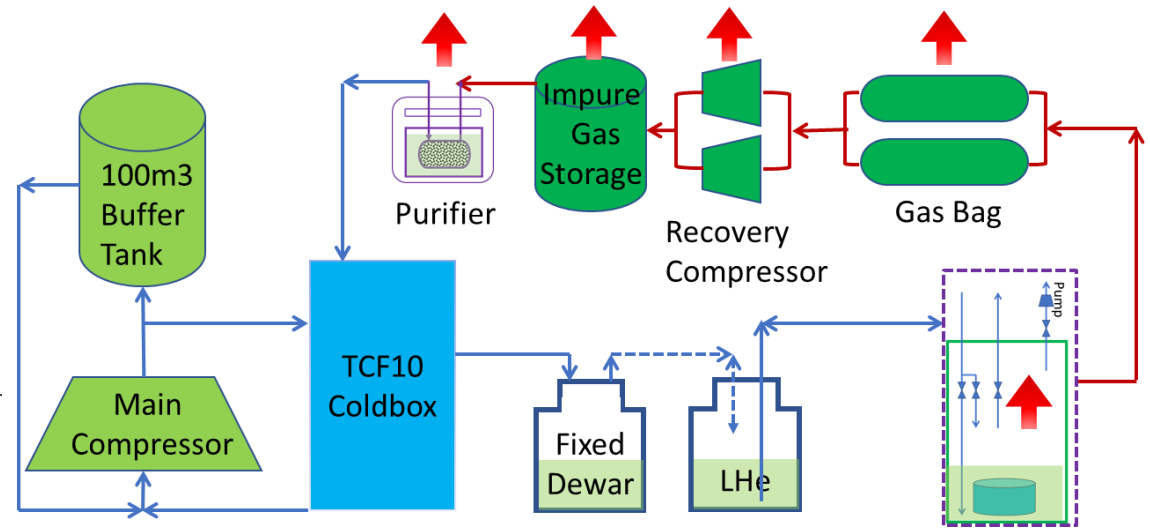 100m3
Buffer
Tank
Main
Compressor
TCF10
Coldbox
Purifier
Impure
Gas
Storage
Recovery
Compressor
Gas Bag
Fixed
Dewar
LHe
Pump